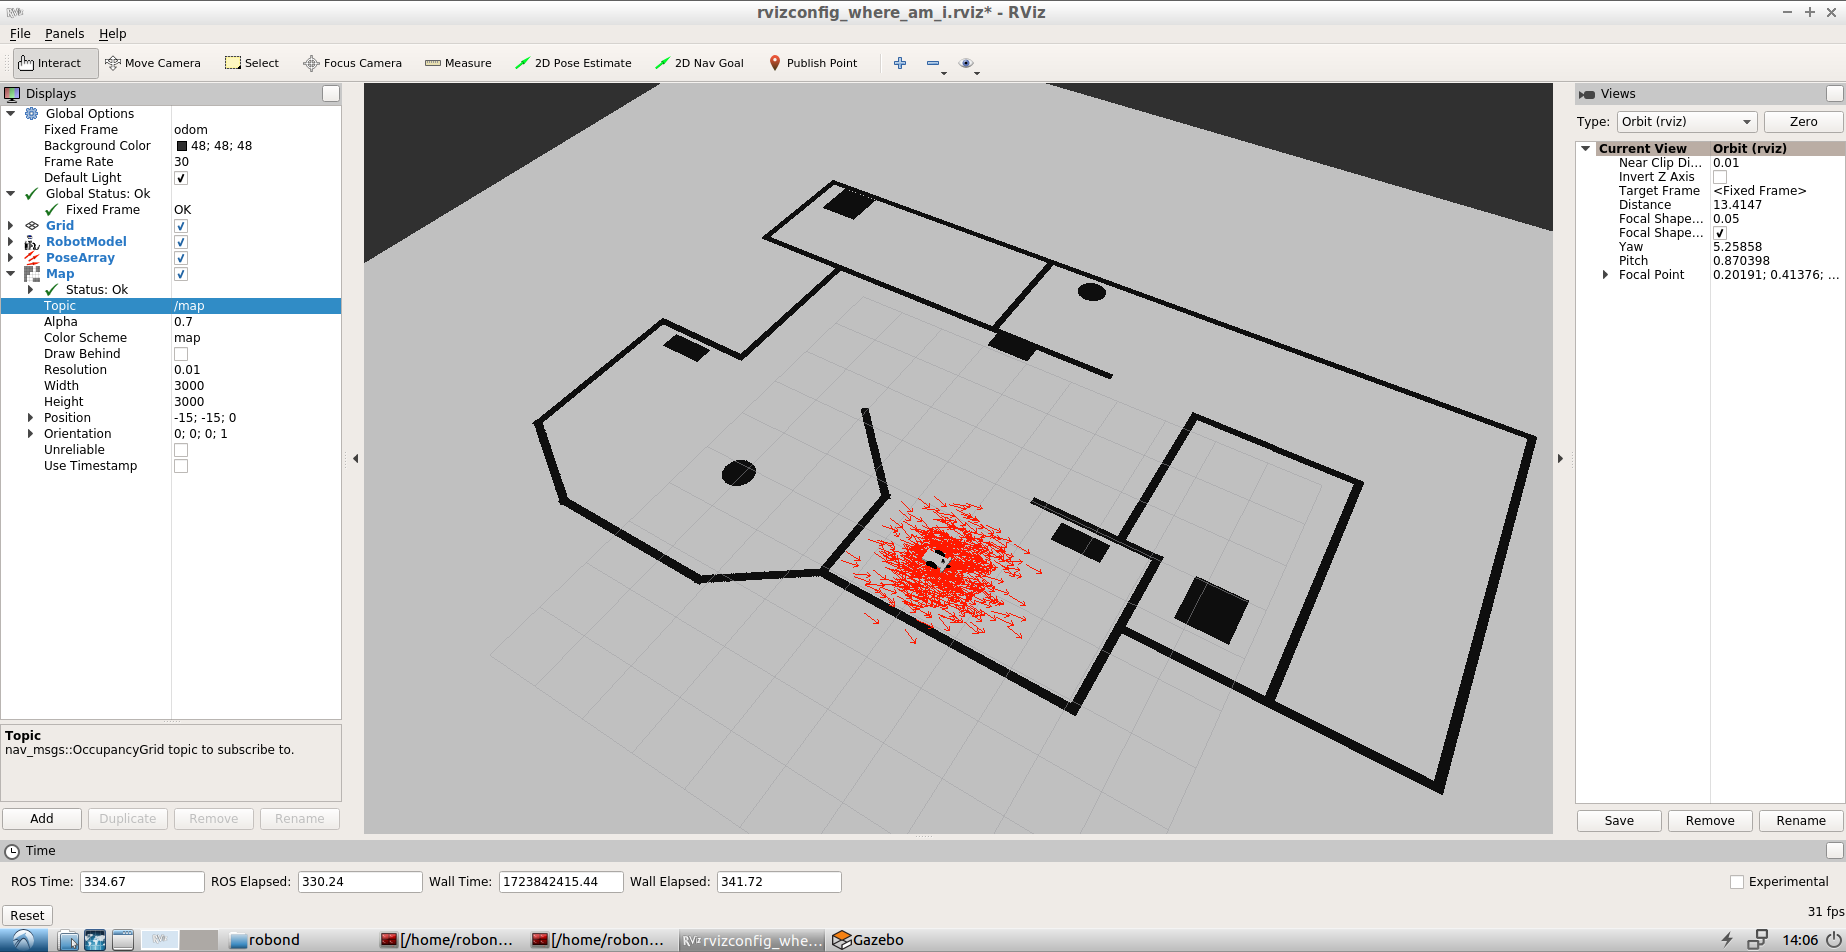 rvizconfig_where_am_i.rviz* - RViz
File Panels Help
Interact Move Camera Select Focus Camera Measure 2D Pose Estimate 2D Nav Goal Publish Point
Displays
Global Options
Fixed Frame odom
Background Color 48; 48; 48
Frame Rate 30
Default Light
Global Status: Ok
Fixed Frame OK
Grid
RobotModel
PoseArray
Map
Status: Ok
Topic /map
Alpha 0.7
Color Scheme map
Draw Behind
Resolution 0.01
Width 3000
Height 3000
Position -15; -15; 0
Orientation 0; 0; 0; 1
Unreliable
Use Timestamp
Topic
nav_msgs::OccupancyGrid topic to subscribe to.
Add Duplicate Remove Rename
Views
Type: Orbit (rviz) Zero
Current View Orbit (rviz)
Near Clip Di... 0.01
Invert Z Axis
Target Frame <Fixed Frame>
Distance 13.4147
Focal Shape... 0.05
Focal Shape...
Yaw 5.25858
Pitch 0.870398
Focal Point 0.20191; 0.41376; ...
Save Remove Rename
Time
ROS Time: 334.67 ROS Elapsed: 330.24 Wall Time: 1723842415.44 Wall Elapsed: 341.72 Experimental
Reset 31 fps
robond [/home/robon... [/home/robon... rvizconfig_whe... Gazebo 14:06